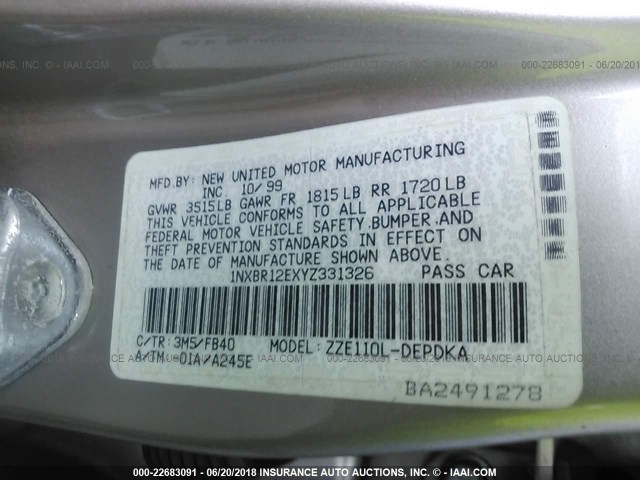 MFD.BY: NEW UNITED MOTOR MANUFACTURING
INC. 10/99
GVWR 3515LB GAWR FR 1815LB RR 1720LB
THIS VEHICLE CONFORMS TO ALL APPLICABLE
FEDERAL MOTOR VEHICLE SAFETY,BUMPER,AND
THEFT PREVENTION STANDARDS IN EFFECT ON
THE DATE OF MANUFACTURE SHOWN ABOVE.
1NXBR12EXYZ331326 PASS CAR
C/TR:3M5/FB40 MODEL: ZZE110L-DEPDKA
A/TM:-01A/A245E
BA2491278
000-22683091 - 06/20/2018 INSURANCE AUTO AUCTIONS, INC. - © IAAI.COM